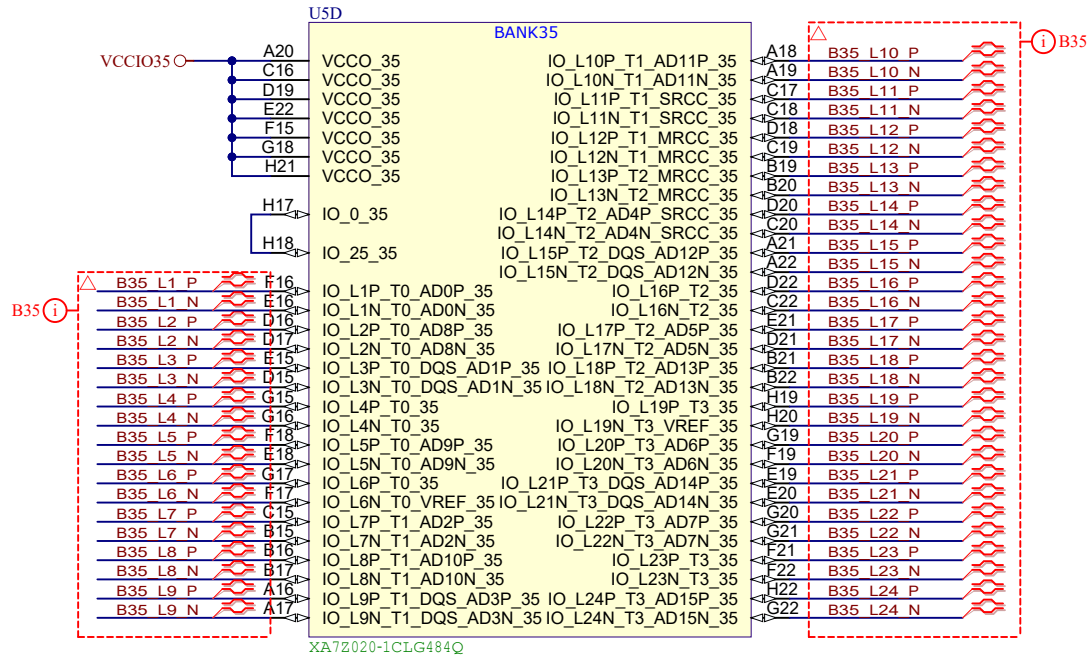 U5D
BANK35
VCCIO35
A20 VCCO_35
C16 VCCO_35
D19 VCCO_35
E22 VCCO_35
F15 VCCO_35
G18 VCCO_35
H21 VCCO_35
H17 IO_0_35
H18 IO_25_35
B35
B35_L1_P F16 IO_L1P_T0_AD0P_35
B35_L1_N E16 IO_L1N_T0_AD0N_35
B35_L2_P D16 IO_L2P_T0_AD8P_35
B35_L2_N D17 IO_L2N_T0_AD8N_35
B35_L3_P E15 IO_L3P_T0_DQS_AD1P_35
B35_L3_N D15 IO_L3N_T0_DQS_AD1N_35
B35_L4_P G15 IO_L4P_T0_35
B35_L4_N G16 IO_L4N_T0_35
B35_L5_P F18 IO_L5P_T0_AD9P_35
B35_L5_N E18 IO_L5N_T0_AD9N_35
B35_L6_P G17 IO_L6P_T0_35
B35_L6_N F17 IO_L6N_T0_VREF_35
B35_L7_P C15 IO_L7P_T1_AD2P_35
B35_L7_N B15 IO_L7N_T1_AD2N_35
B35_L8_P B16 IO_L8P_T1_AD10P_35
B35_L8_N B17 IO_L8N_T1_AD10N_35
B35_L9_P A16 IO_L9P_T1_DQS_AD3P_35
B35_L9_N A17 IO_L9N_T1_DQS_AD3N_35
IO_L10P_T1_AD11P_35 A18 B35_L10_P
IO_L10N_T1_AD11N_35 A19 B35_L10_N
IO_L11P_T1_SRCC_35 C17 B35_L11_P
IO_L11N_T1_SRCC_35 C18 B35_L11_N
IO_L12P_T1_MRCC_35 D18 B35_L12_P
IO_L12N_T1_MRCC_35 C19 B35_L12_N
IO_L13P_T2_MRCC_35 B19 B35_L13_P
IO_L13N_T2_MRCC_35 B20 B35_L13_N
IO_L14P_T2_AD4P_SRCC_35 D20 B35_L14_P
IO_L14N_T2_AD4N_SRCC_35 C20 B35_L14_N
IO_L15P_T2_DQS_AD12P_35 A21 B35_L15_P
IO_L15N_T2_DQS_AD12N_35 A22 B35_L15_N
IO_L16P_T2_35 D22 B35_L16_P
IO_L16N_T2_35 C22 B35_L16_N
IO_L17P_T2_AD5P_35 E21 B35_L17_P
IO_L17N_T2_AD5N_35 D21 B35_L17_N
IO_L18P_T2_AD13P_35 B21 B35_L18_P
IO_L18N_T2_AD13N_35 B22 B35_L18_N
IO_L19P_T3_35 H19 B35_L19_P
IO_L19N_T3_VREF_35 H20 B35_L19_N
IO_L20P_T3_AD6P_35 G19 B35_L20_P
IO_L20N_T3_AD6N_35 F19 B35_L20_N
IO_L21P_T3_DQS_AD14P_35 E19 B35_L21_P
IO_L21N_T3_DQS_AD14N_35 E20 B35_L21_N
IO_L22P_T3_AD7P_35 G20 B35_L22_P
IO_L22N_T3_AD7N_35 G21 B35_L22_N
IO_L23P_T3_35 F21 B35_L23_P
IO_L23N_T3_35 F22 B35_L23_N
IO_L24P_T3_AD15P_35 H22 B35_L24_P
IO_L24N_T3_AD15N_35 G22 B35_L24_N
i B35
i
XA7Z020-1CLG484Q